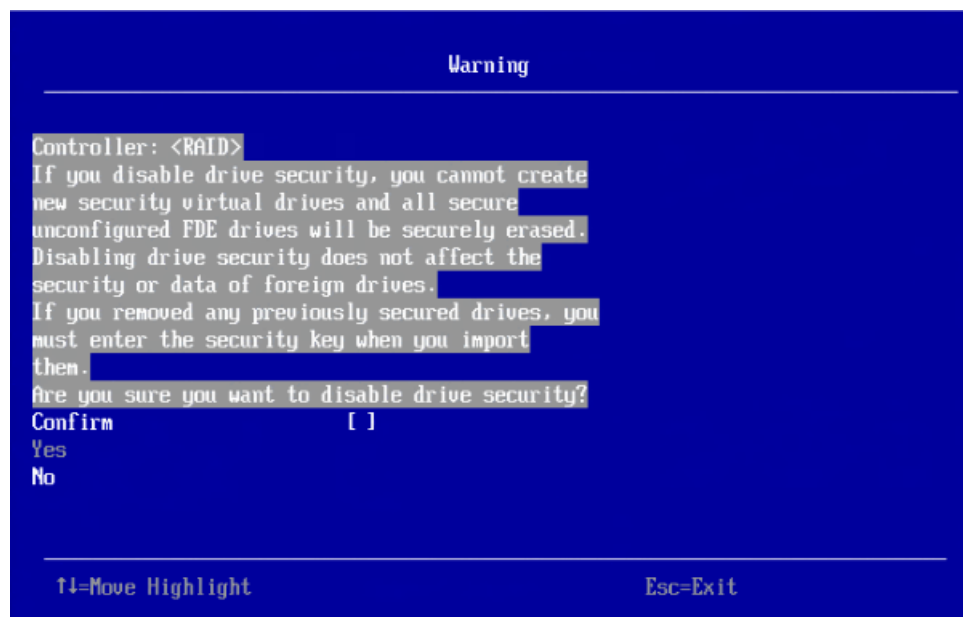 Warning
Controller: <RAID>
If you disable drive security, you cannot create
new security virtual drives and all secure
unconfigured FDE drives will be securely erased.
Disabling drive security does not affect the
security or data of foreign drives.
If you removed any previously secured drives, you
must enter the security key when you import
them.
Are you sure you want to disable drive security?
Confirm [ ]
Yes
No
↑↓=Move Highlight Esc=Exit